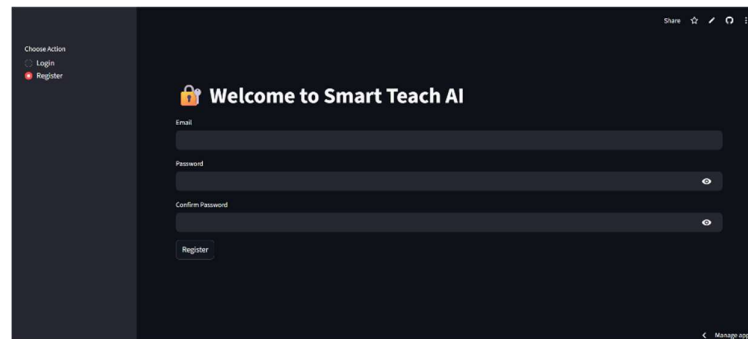 Share
Choose Action
Login
Register
Welcome to Smart Teach AI
Email
Password
Confirm Password
Register
Manage app